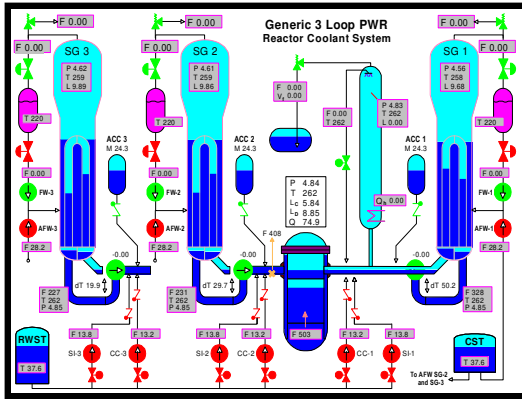 Generic 3 Loop PWR
Reactor Coolant System
F 0.00
F 0.00
F 0.00
SG 3
SG 2
SG 1
P 4.62
T 259
L 9.89
P 4.61
T 259
L 9.86
P 4.56
T 258
L 9.68
F 0.00
Vs 0.00
F 0.00
T 262
P 4.83
T 262
L 0.00
T 220
T 220
T 220
ACC 3
M 24.3
ACC 2
M 24.3
ACC 1
M 24.3
F 0.00
F 0.00
F 0.00
FW-3
FW-2
FW-1
P 4.84
T 262
Lc 5.84
Lb 8.85
Q 74.9
Qh 0.00
AFW-3
AFW-2
AFW-1
F 28.2
F 28.2
F 28.2
F 408
-0.00
-0.00
-0.00
dT 19.9
dT 29.7
dT 50.2
F 227
T 262
P 4.85
F 231
T 262
P 4.85
F 328
T 262
P 4.85
F 503
F 13.8
F 13.2
F 13.8
F 13.2
F 13.2
F 13.8
RWST
T 37.6
SI-3
CC-3
SI-2
CC-2
CC-1
SI-1
CST
T 37.6
To AFW SG-2
and SG-3